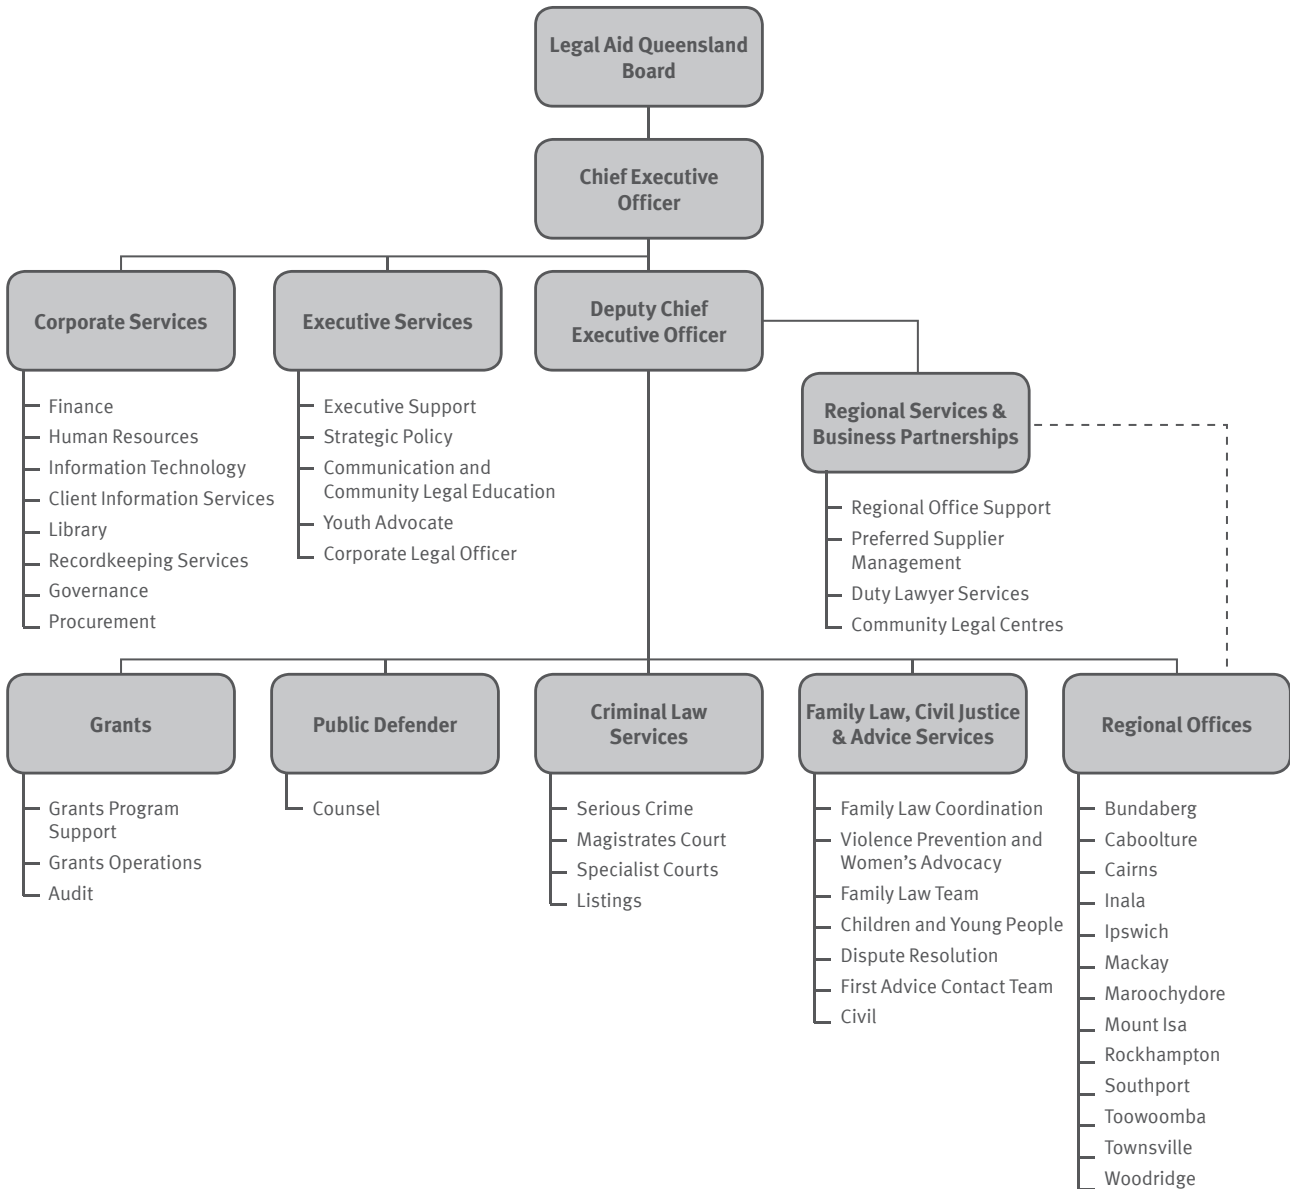 Legal Aid Queensland
Board
Chief Executive
Officer
Corporate Services
Executive Services
Deputy Chief
Executive Officer
Regional Services &
Business Partnerships
Finance
Human Resources
Information Technology
Client Information Services
Library
Recordkeeping Services
Governance
Procurement
Executive Support
Strategic Policy
Communication and
Community Legal Education
Youth Advocate
Corporate Legal Officer
Regional Office Support
Preferred Supplier
Management
Duty Lawyer Services
Community Legal Centres
Grants
Public Defender
Criminal Law
Services
Family Law, Civil Justice
& Advice Services
Regional Offices
Grants Program
Support
Grants Operations
Audit
Counsel
Serious Crime
Magistrates Court
Specialist Courts
Listings
Family Law Coordination
Violence Prevention and
Women's Advocacy
Family Law Team
Children and Young People
Dispute Resolution
First Advice Contact Team
Civil
Bundaberg
Caboolture
Cairns
Inala
Ipswich
Mackay
Maroochydore
Mount Isa
Rockhampton
Southport
Toowoomba
Townsville
Woodridge